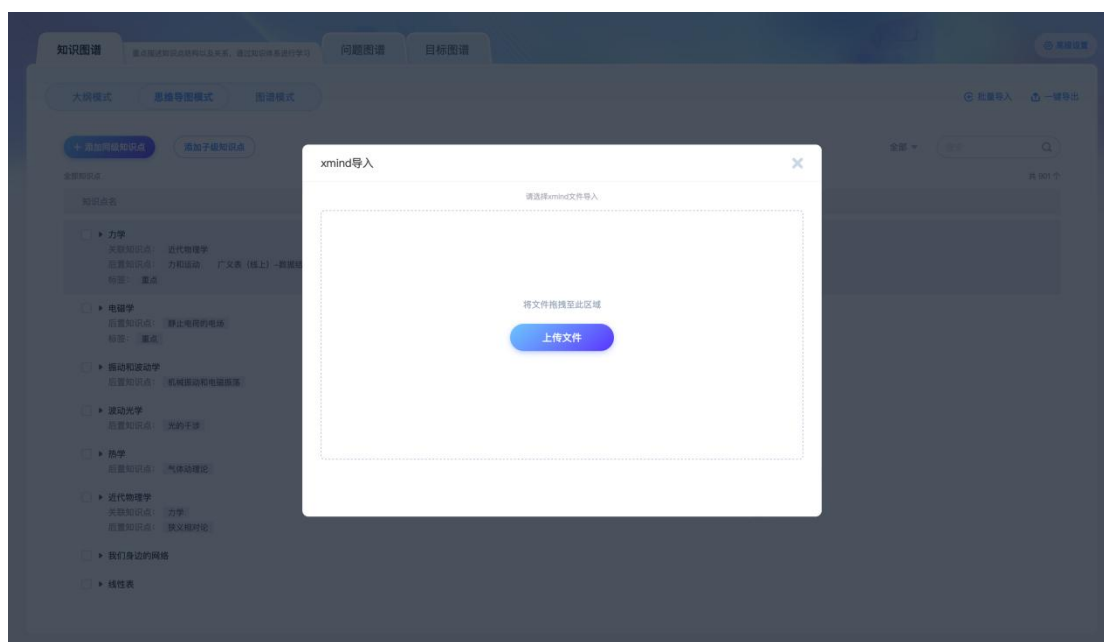 知识图谱 重点描述知识点结构以及关系，通过知识体系进行学习 问题图谱 目标图谱
大纲模式 思维导图模式 图谱模式 批量导入 一键导出
+ 添加同级知识点 添加子级知识点 全部 搜索
全部知识点
知识点名
力学
关联知识点： 近代物理学
后置知识点： 力和运动 广义表（线上）-数据结
标签： 重点
电磁学
后置知识点： 静止电荷的电场
标签： 重点
振动和波动学
后置知识点： 机械振动和电磁振荡
波动光学
后置知识点： 光的干涉
热学
后置知识点： 气体动理论
近代物理学
关联知识点： 力学
后置知识点： 狭义相对论
我们身边的网络
线性表
xmind导入
请选择xmind文件导入
将文件拖拽至此区域
上传文件